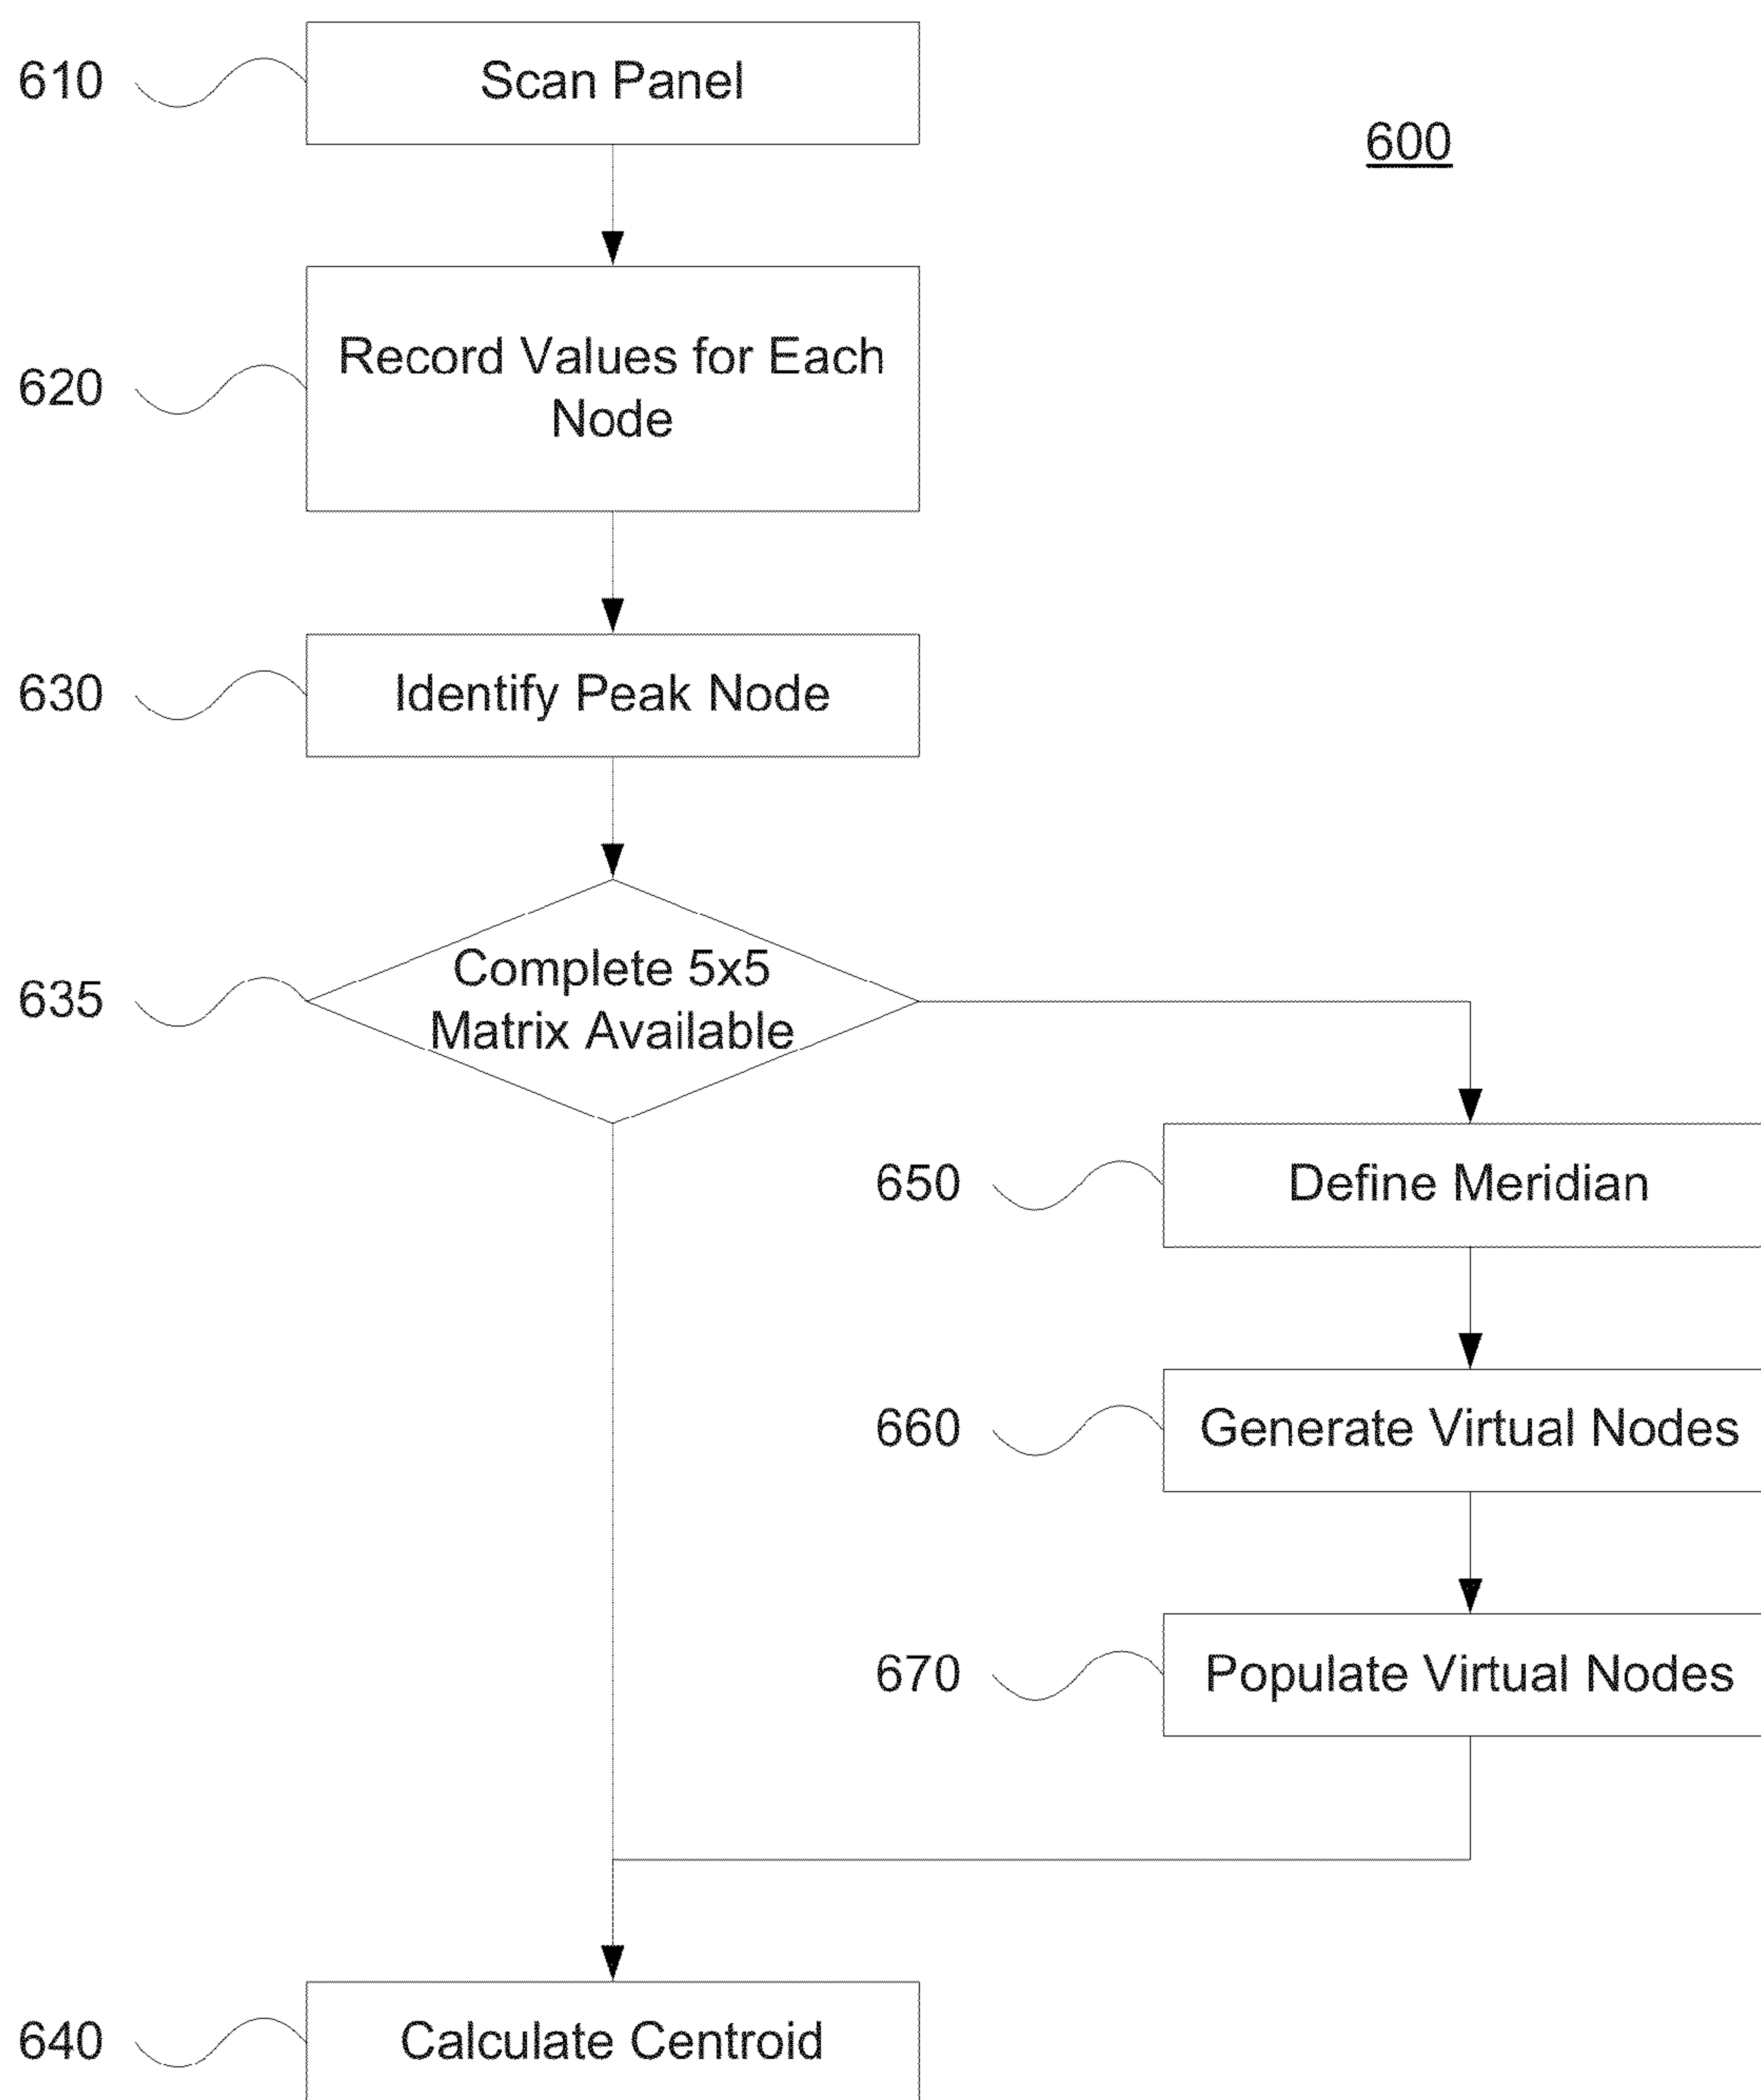 610
Scan Panel
600
620
Record Values for Each
Node
630
Identify Peak Node
635
Complete 5x5
Matrix Available
650
Define Meridian
660
Generate Virtual Nodes
670
Populate Virtual Nodes
640
Calculate Centroid